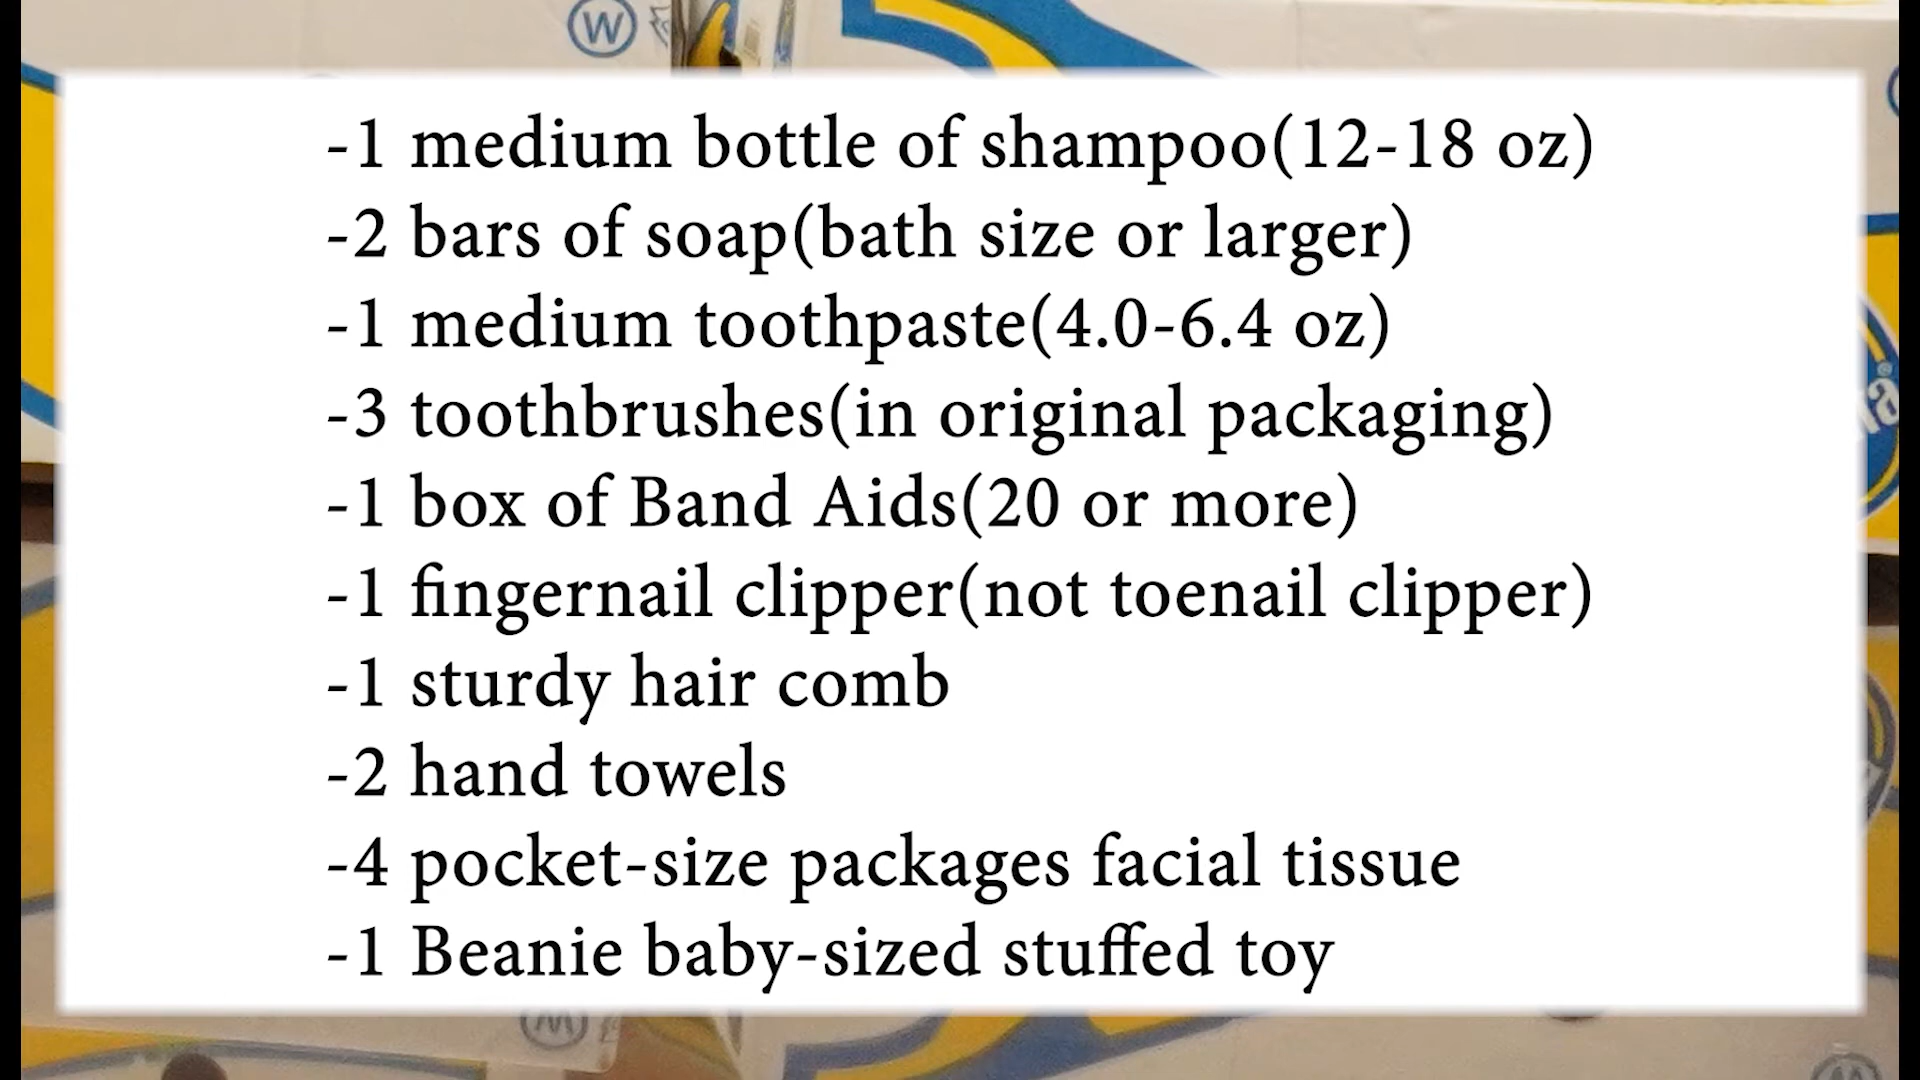 W
-1 medium bottle of shampoo(12-18 oz)
-2 bars of soap(bath size or larger)
-1 medium toothpaste(4.0-6.4 oz)
-3 toothbrushes(in original packaging)
-1 box of Band Aids(20 or more)
-1 fingernail clipper(not toenail clipper)
-1 sturdy hair comb
-2 hand towels
-4 pocket-size packages facial tissue
-1 Beanie baby-sized stuffed toy